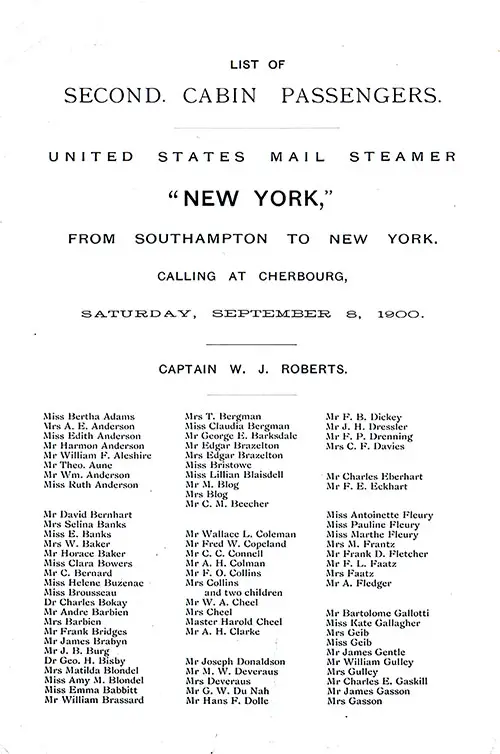 LIST OF
SECOND. CABIN PASSENGERS.
UNITED STATES MAIL STEAMER
“NEW YORK,”
FROM SOUTHAMPTON TO NEW YORK.
CALLING AT CHERBOURG,
SATURDAY, SEPTEMBER 8, 1900.
CAPTAIN W. J. ROBERTS.
Miss Bertha Adams
Mrs A. E. Anderson
Miss Edith Anderson
Mr Harmon Anderson
Mr William F. Aleshire
Mr Theo. Aune
Mr Wm. Anderson
Miss Ruth Anderson
Mr David Bernhart
Mrs Selina Banks
Miss E. Banks
Mrs W. Baker
Mr Horace Baker
Miss Clara Bowers
Mr C. Bernard
Miss Helene Buzenac
Miss Brousseau
Dr Charles Bokay
Mr Andre Barbien
Mrs Barbien
Mr Frank Bridges
Mr James Brabyn
Mr J. B. Burg
Dr Geo. H. Bisby
Mrs Matilda Blondel
Miss Amy M. Blondel
Miss Emma Babbitt
Mr William Brassard
Mrs T. Bergman
Miss Claudia Bergman
Mr George E. Barksdale
Mr Edgar Brazelton
Mrs Edgar Brazelton
Miss Bristowe
Miss Lillian Blaisdell
Mr M. Blog
Mrs Blog
Mr C. M. Beecher
Mr Wallace L. Coleman
Mr Fred W. Copeland
Mr C. C. Connell
Mr A. H. Colman
Mr F. O. Collins
Mrs Collins
and two children
Mr W. A. Cheel
Mrs Cheel
Master Harold Cheel
Mr A. H. Clarke
Mr Joseph Donaldson
Mr M. W. Deveraus
Mrs Deveraus
Mr G. W. Du Nah
Mr Hans F. Dolle
Mr F. B. Dickey
Mr J. H. Dressler
Mr F. P. Drenning
Mrs C. F. Davies
Mr Charles Eberhart
Mr F. E. Eckhart
Miss Antoinette Fleury
Miss Pauline Fleury
Miss Marthe Fleury
Mrs M. Frantz
Mr Frank D. Fletcher
Mr F. L. Faatz
Mrs Faatz
Mr A. Fledger
Mr Bartolome Gallotti
Miss Kate Gallagher
Mrs Geib
Miss Geib
Mr James Gentle
Mr William Gulley
Mrs Gulley
Mr Charles E. Gaskill
Mr James Gasson
Mrs Gasson